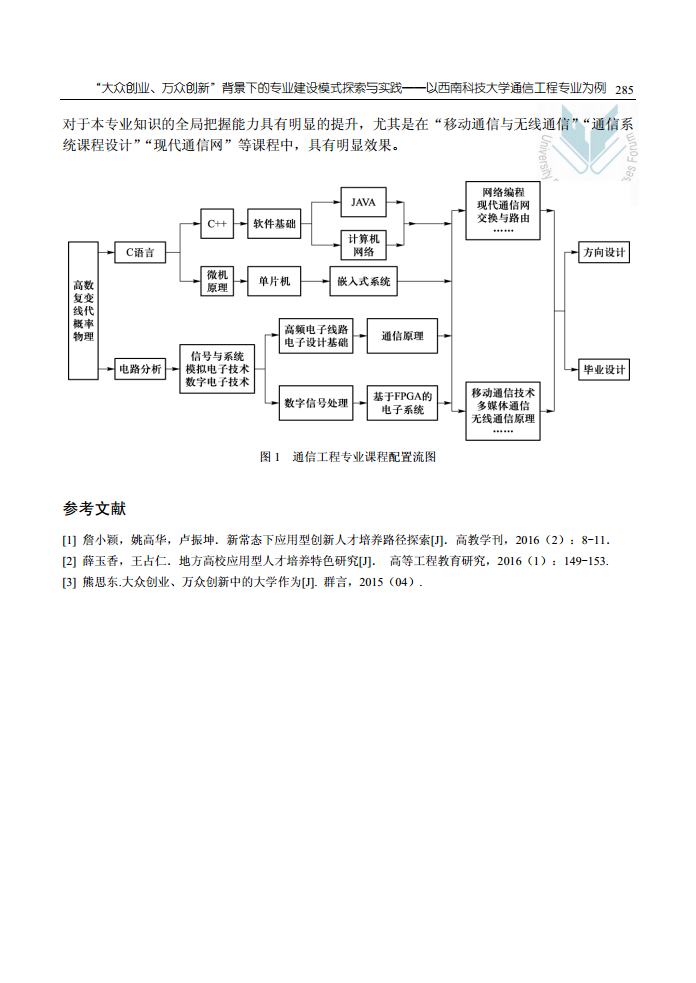 “大众创业、万众创新”背景下的专业建设模式探索与实践——以西南科技大学通信工程专业为例 285
对于本专业知识的全局把握能力具有明显的提升，尤其是在“移动通信与无线通信”“通信系
统课程设计”“现代通信网”等课程中，具有明显效果。
高数
复变
线代
概率
物理
C语言
电路分析
C++
微机
原理
信号与系统
模拟电子技术
数字电子技术
软件基础
单片机
高频电子线路
电子设计基础
数字信号处理
JAVA
计算机
网络
嵌入式系统
通信原理
基于FPGA的
电子系统
网络编程
现代通信网
交换与路由
……
移动通信技术
多媒体通信
无线通信原理
……
方向设计
毕业设计
图 1 通信工程专业课程配置流图
参考文献
[1] 詹小颖，姚高华，卢振坤．新常态下应用型创新人才培养路径探索[J]．高教学刊，2016（2）：8-11．
[2] 薛玉香，王占仁．地方高校应用型人才培养特色研究[J]． 高等工程教育研究，2016（1）：149-153.
[3] 熊思东.大众创业、万众创新中的大学作为[J]. 群言，2015（04）.
University
Forum